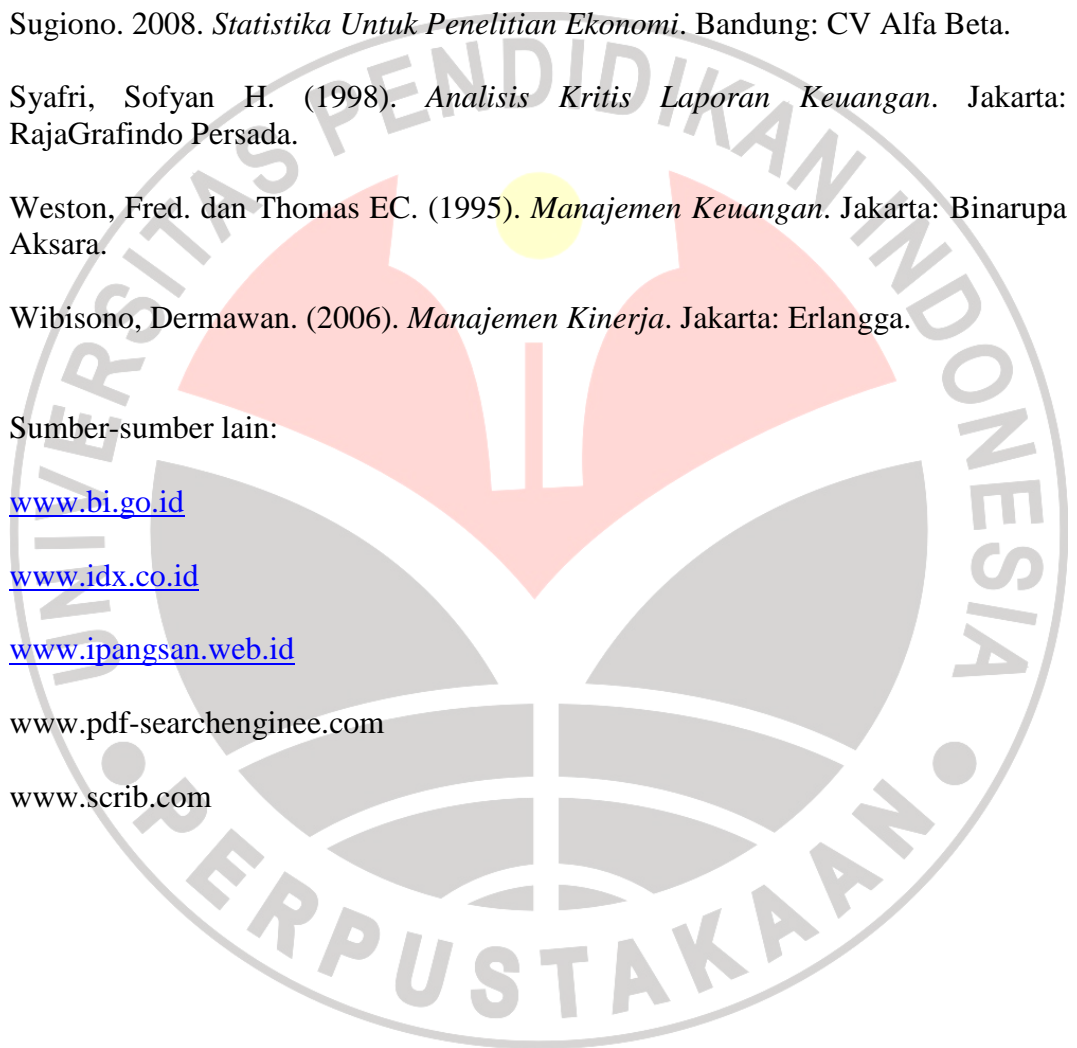 Sugiono. 2008. Statistika Untuk Penelitian Ekonomi. Bandung: CV Alfa Beta.
Syafri, Sofyan H. (1998). Analisis Kritis Laporan Keuangan. Jakarta:
RajaGrafindo Persada.
Weston, Fred. dan Thomas EC. (1995). Manajemen Keuangan. Jakarta: Binarupa
Aksara.
Wibisono, Dermawan. (2006). Manajemen Kinerja. Jakarta: Erlangga.
Sumber-sumber lain:
www.bi.go.id
www.idx.co.id
www.ipangsan.web.id
www.pdf-searchenginee.com
www.scrib.com
UNIVERSITAS PENDIDIKAN INDONESIA
PERPUSTAKAAN